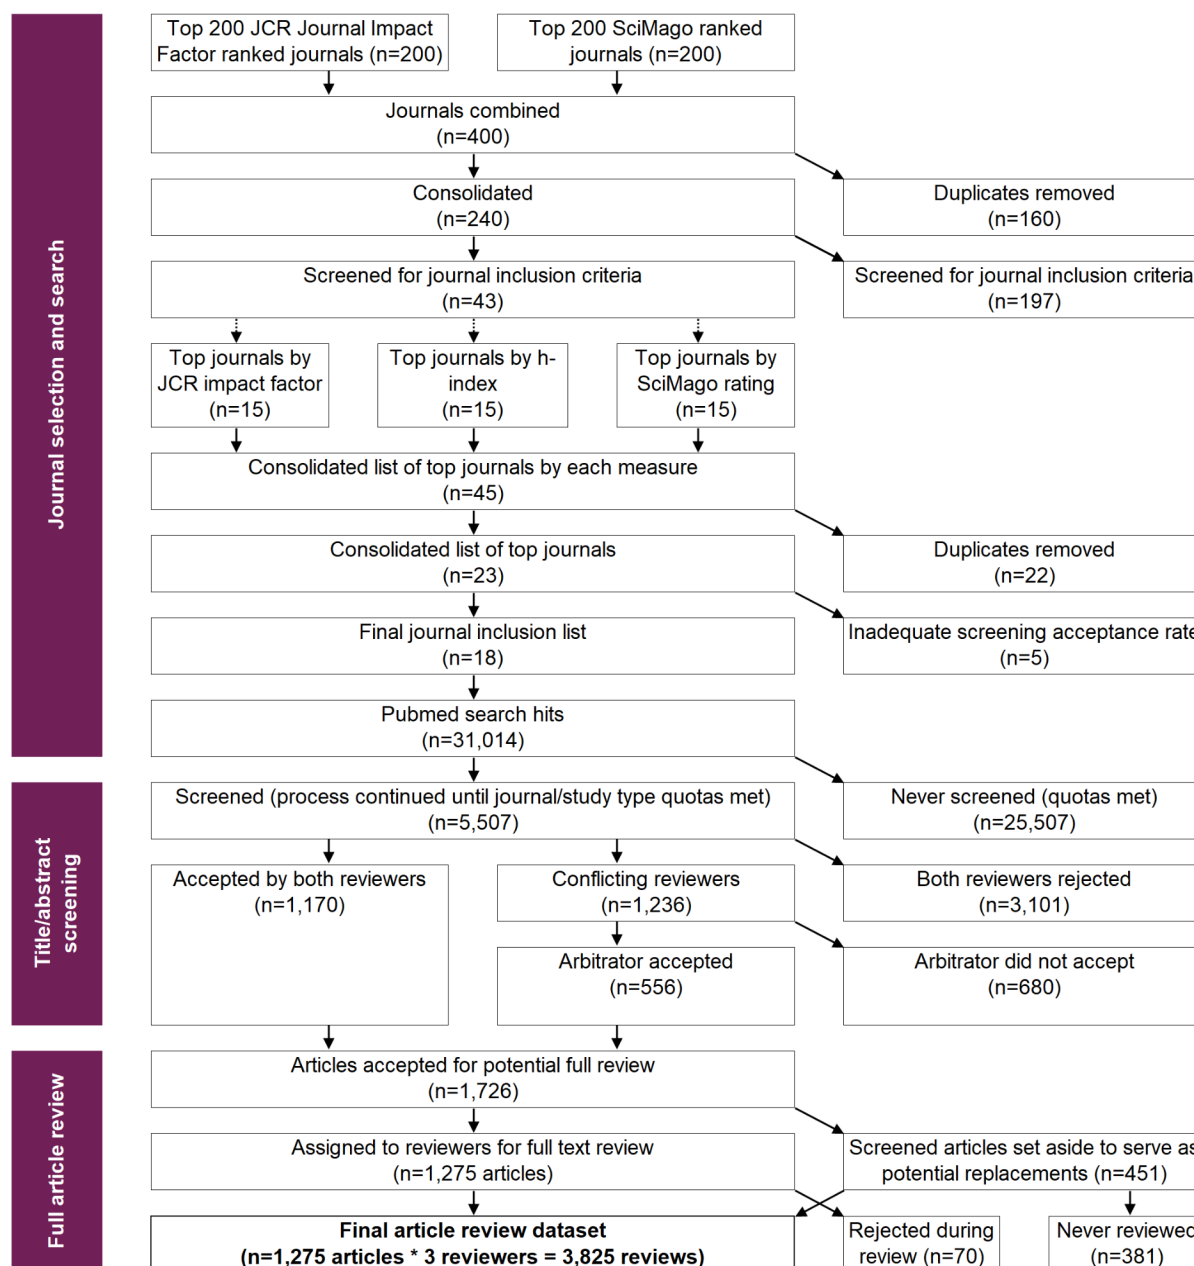 Journal selection and search
Top 200 JCR Journal Impact
Factor ranked journals (n=200)
Top 200 SciMago ranked
journals (n=200)
Journals combined
(n=400)
Consolidated
(n=240)
Duplicates removed
(n=160)
Screened for journal inclusion criteria
(n=43)
Screened for journal inclusion criteria
(n=197)
Top journals by
JCR impact factor
(n=15)
Top journals by h-
index
(n=15)
Top journals by
SciMago rating
(n=15)
Consolidated list of top journals by each measure
(n=45)
Consolidated list of top journals
(n=23)
Duplicates removed
(n=22)
Final journal inclusion list
(n=18)
Inadequate screening acceptance rate
(n=5)
Pubmed search hits
(n=31,014)
Title/abstract
screening
Screened (process continued until journal/study type quotas met)
(n=5,507)
Never screened (quotas met)
(n=25,507)
Accepted by both reviewers
(n=1,170)
Conflicting reviewers
(n=1,236)
Both reviewers rejected
(n=3,101)
Arbitrator accepted
(n=556)
Arbitrator did not accept
(n=680)
Full article review
Articles accepted for potential full review
(n=1,726)
Assigned to reviewers for full text review
(n=1,275 articles)
Screened articles set aside to serve as
potential replacements (n=451)
Final article review dataset
(n=1,275 articles * 3 reviewers = 3,825 reviews)
Rejected during
review (n=70)
Never reviewed
(n=381)